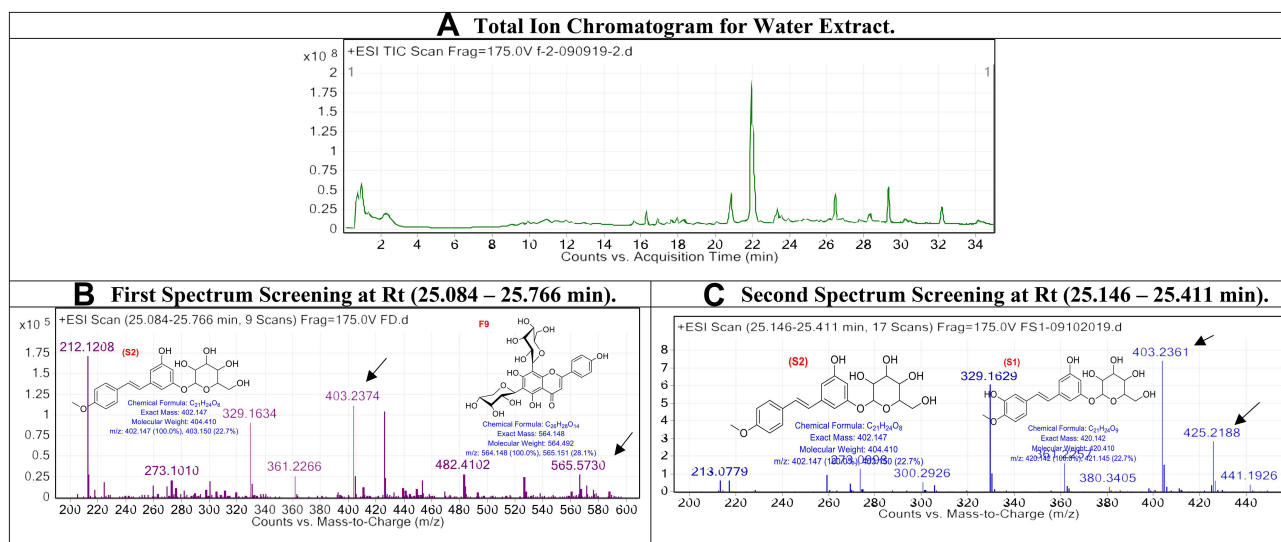 A Total Ion Chromatogram for Water Extract.
+ESI TIC Scan Frag=175.0V f-2-090919-2.d
x10 8
2
1.75
1.5
1.25
1
0.75
0.5
0.25
0
1 1
2 4 6 8 10 12 14 16 18 20 22 24 26 28 30 32 34
Counts vs. Acquisition Time (min)
B First Spectrum Screening at Rt (25.084 – 25.766 min).
+ESI Scan (25.084-25.766 min, 9 Scans) Frag=175.0V FD.d
x10 5
1.75
1.5
1.25
1
0.75
0.5
0.25
0
212.1208
(S2)
OH
OH
OH
HO
O
O
OH
O
Chemical Formula: C21H24O8
Exact Mass: 402.147
Molecular Weight: 404.410
m/z: 402.147 (100.0%), 403.150 (22.7%)
273.1010
329.1634
361.2266
403.2374
482.4102
565.5730
F9
Chemical Formula: C26H28O14
Exact Mass: 564.148
Molecular Weight: 564.492
m/z: 564.148 (100.0%), 565.151 (28.1%)
200 220 240 260 280 300 320 340 360 380 400 420 440 460 480 500 520 540 560 580 600
Counts vs. Mass-to-Charge (m/z)
C Second Spectrum Screening at Rt (25.146 – 25.411 min).
+ESI Scan (25.146-25.411 min, 17 Scans) Frag=175.0V FS1-09102019.d
8
7
6
5
4
3
2
1
0
(S2)
Chemical Formula: C21H24O8
Exact Mass: 402.147
Molecular Weight: 404.410
(S1)
Chemical Formula: C21H24O9
Exact Mass: 420.142
Molecular Weight: 420.410
213.0779
300.2926
329.1629
380.3405
403.2361
425.2188
441.1926
200 220 240 260 280 300 320 340 360 380 400 420 440
Counts vs. Mass-to-Charge (m/z)